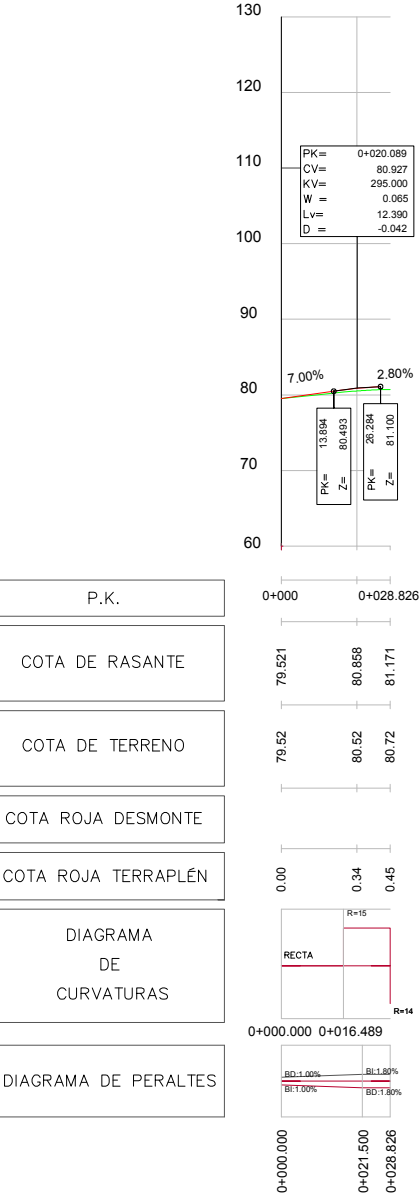 130
120
110
PK= 0+020.089
CV= 80.927
KV= 295.000
W = 0.065
Lv= 12.390
D = -0.042
100
90
7.00%
2.80%
80
PK= 13.894
Z= 80.493
PK= 26.284
Z= 81.100
70
60
P.K.
0+000 0+028.826
COTA DE RASANTE
79.521 80.858 81.171
COTA DE TERRENO
79.52 80.52 80.72
COTA ROJA DESMONTE
COTA ROJA TERRAPLÉN
0.00 0.34 0.45
DIAGRAMA
DE
CURVATURAS
R=15
RECTA
R=14
0+000.000 0+016.489
DIAGRAMA DE PERALTES
BD:1.00% BI:1.80%
BI:1.00% BD:1.80%
0+000.000 0+021.500 0+028.826